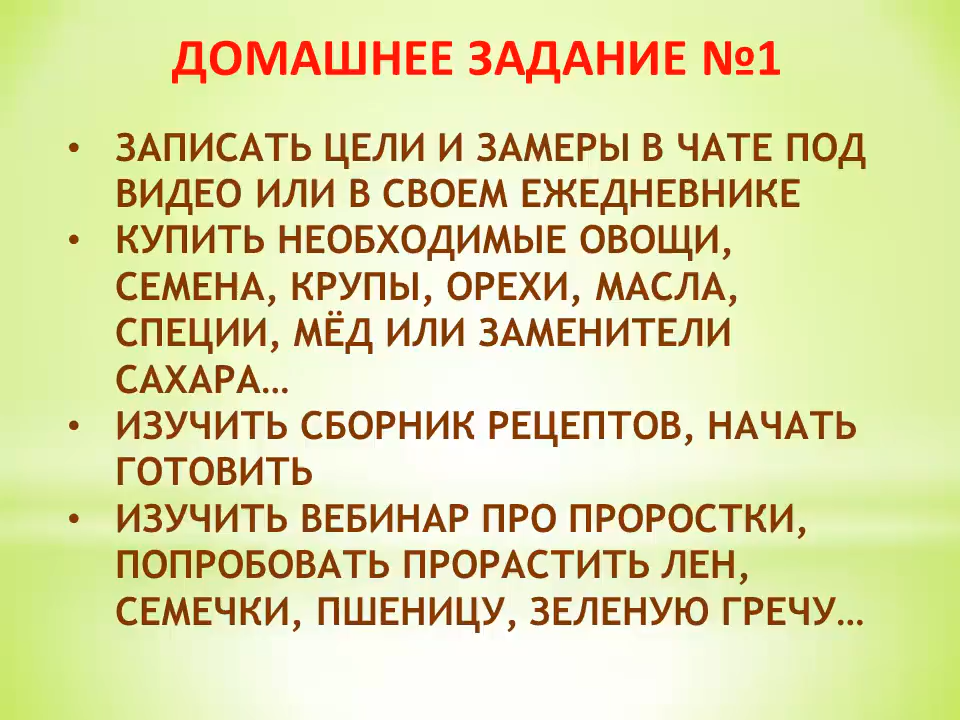 ДОМАШНЕЕ ЗАДАНИЕ №1
• ЗАПИСАТЬ ЦЕЛИ И ЗАМЕРЫ В ЧАТЕ ПОД
ВИДЕО ИЛИ В СВОЕМ ЕЖЕДНЕВНИКЕ
• КУПИТЬ НЕОБХОДИМЫЕ ОВОЩИ,
СЕМЕНА, КРУПЫ, ОРЕХИ, МАСЛА,
СПЕЦИИ, МЁД ИЛИ ЗАМЕНИТЕЛИ
САХАРА...
• ИЗУЧИТЬ СБОРНИК РЕЦЕПТОВ, НАЧАТЬ
ГОТОВИТЬ
• ИЗУЧИТЬ ВЕБИНАР ПРО ПРОРОСТКИ,
ПОПРОБОВАТЬ ПРОРАСТИТЬ ЛЕН,
СЕМЕЧКИ, ПШЕНИЦУ, ЗЕЛЕНУЮ ГРЕЧУ...